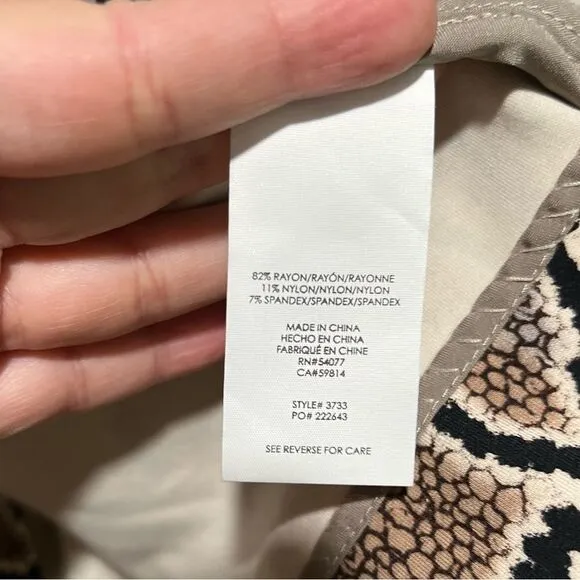 82% RAYON/RAYÓN/RAYONNE
11% NYLON/NYLON/NYLON
7% SPANDEX/SPANDEX/SPANDEX
MADE IN CHINA
HECHO EN CHINA
FABRIQUÉ EN CHINE
RN#54077
CA#59814
STYLE# 3733
PO# 222643
SEE REVERSE FOR CARE